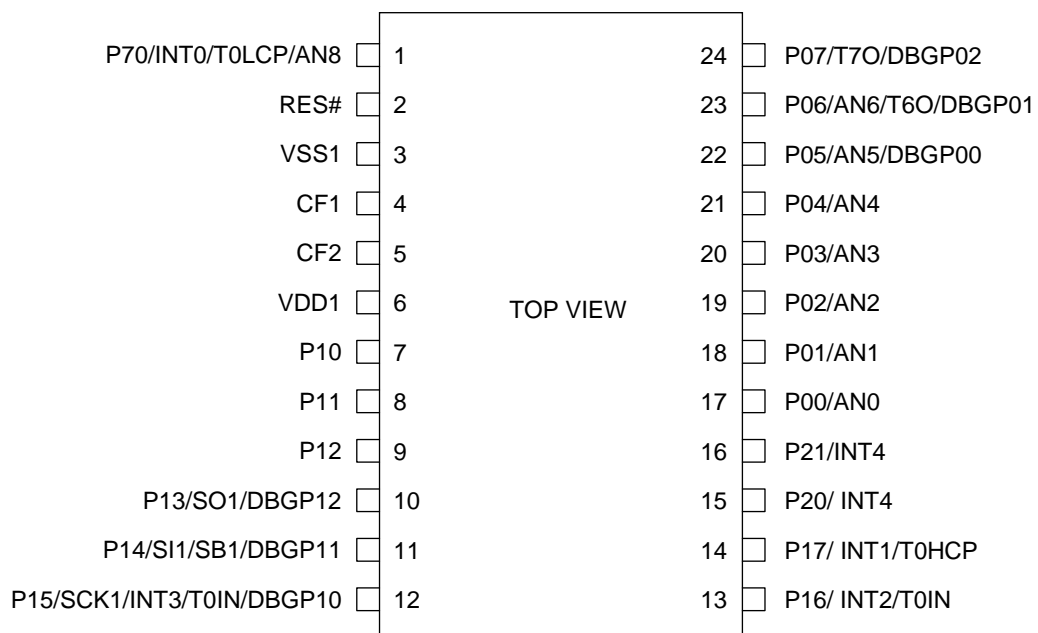 P70/INT0/T0LCP/AN8 1 24 P07/T7O/DBGP02
RES# 2 23 P06/AN6/T6O/DBGP01
VSS1 3 22 P05/AN5/DBGP00
CF1 4 21 P04/AN4
CF2 5 20 P03/AN3
VDD1 6 TOP VIEW 19 P02/AN2
P10 7 18 P01/AN1
P11 8 17 P00/AN0
P12 9 16 P21/INT4
P13/SO1/DBGP12 10 15 P20/ INT4
P14/SI1/SB1/DBGP11 11 14 P17/ INT1/T0HCP
P15/SCK1/INT3/T0IN/DBGP10 12 13 P16/ INT2/T0IN